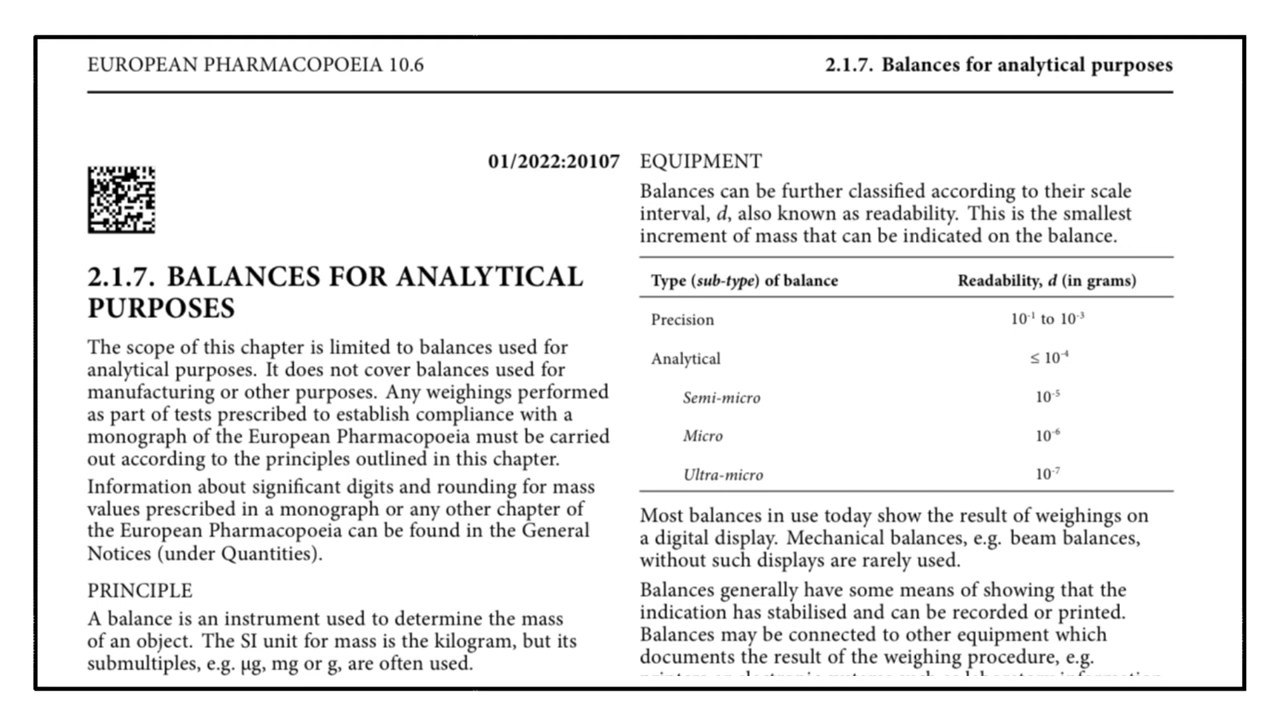 EUROPEAN PHARMACOPOEIA 10.6
2.1.7. Balances for analytical purposes
01/2022:20107
2.1.7. BALANCES FOR ANALYTICAL
PURPOSES
The scope of this chapter is limited to balances used for
analytical purposes. It does not cover balances used for
manufacturing or other purposes. Any weighings performed
as part of tests prescribed to establish compliance with a
monograph of the European Pharmacopoeia must be carried
out according to the principles outlined in this chapter.
Information about significant digits and rounding for mass
values prescribed in a monograph or any other chapter of
the European Pharmacopoeia can be found in the General
Notices (under Quantities).
PRINCIPLE
A balance is an instrument used to determine the mass
of an object. The SI unit for mass is the kilogram, but its
submultiples, e.g. µg, mg or g, are often used.
EQUIPMENT
Balances can be further classified according to their scale
interval, d, also known as readability. This is the smallest
increment of mass that can be indicated on the balance.
Type (sub-type) of balance Readability, d (in grams)
Precision 10⁻¹ to 10⁻³
Analytical ≤ 10⁻⁴
Semi-micro 10⁻⁵
Micro 10⁻⁶
Ultra-micro 10⁻⁷
Most balances in use today show the result of weighings on
a digital display. Mechanical balances, e.g. beam balances,
without such displays are rarely used.
Balances generally have some means of showing that the
indication has stabilised and can be recorded or printed.
Balances may be connected to other equipment which
documents the result of the weighing procedure, e.g.